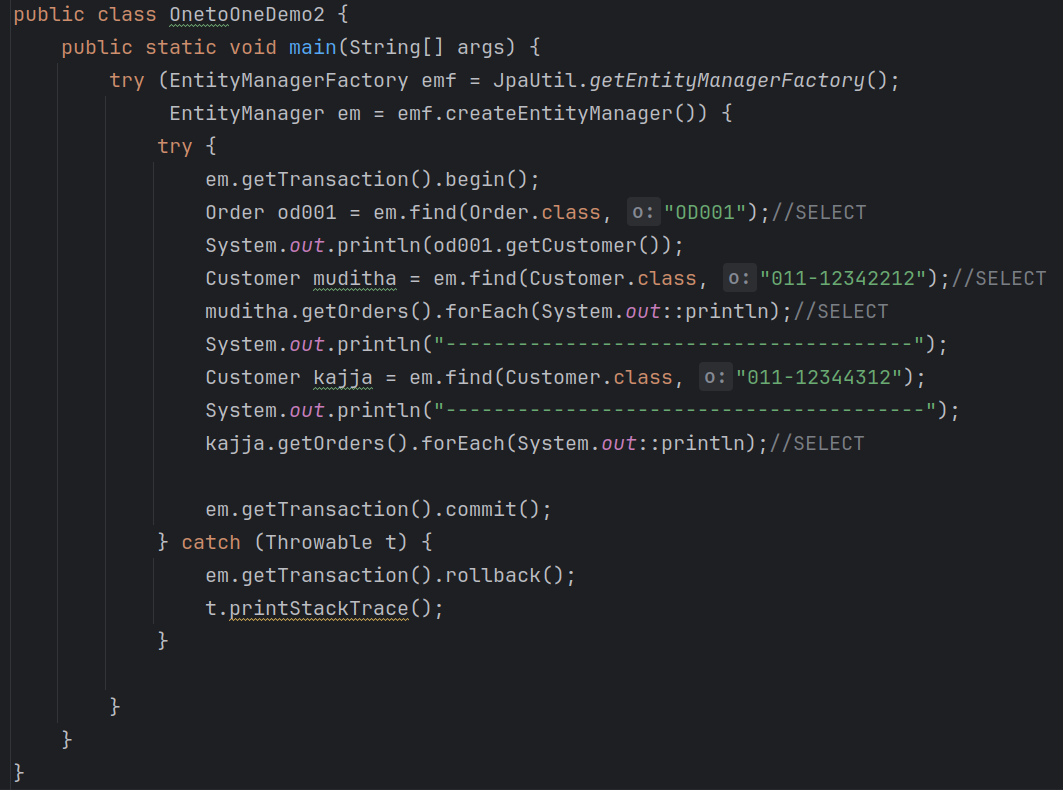 public class OnetoOneDemo2 {
    public static void main(String[] args) {
        try (EntityManagerFactory emf = JpaUtil.getEntityManagerFactory();
             EntityManager em = emf.createEntityManager()) {
            try {
                em.getTransaction().begin();
                Order od001 = em.find(Order.class, o: "OD001");//SELECT
                System.out.println(od001.getCustomer());
                Customer muditha = em.find(Customer.class, o: "011-12342212");//SELECT
                muditha.getOrders().forEach(System.out::println);//SELECT
                System.out.println("---------------------------------------");
                Customer kajja = em.find(Customer.class, o: "011-12344312");
                System.out.println("----------------------------------------");
                kajja.getOrders().forEach(System.out::println);//SELECT
                em.getTransaction().commit();
            } catch (Throwable t) {
                em.getTransaction().rollback();
                t.printStackTrace();
            }
        }
    }
}